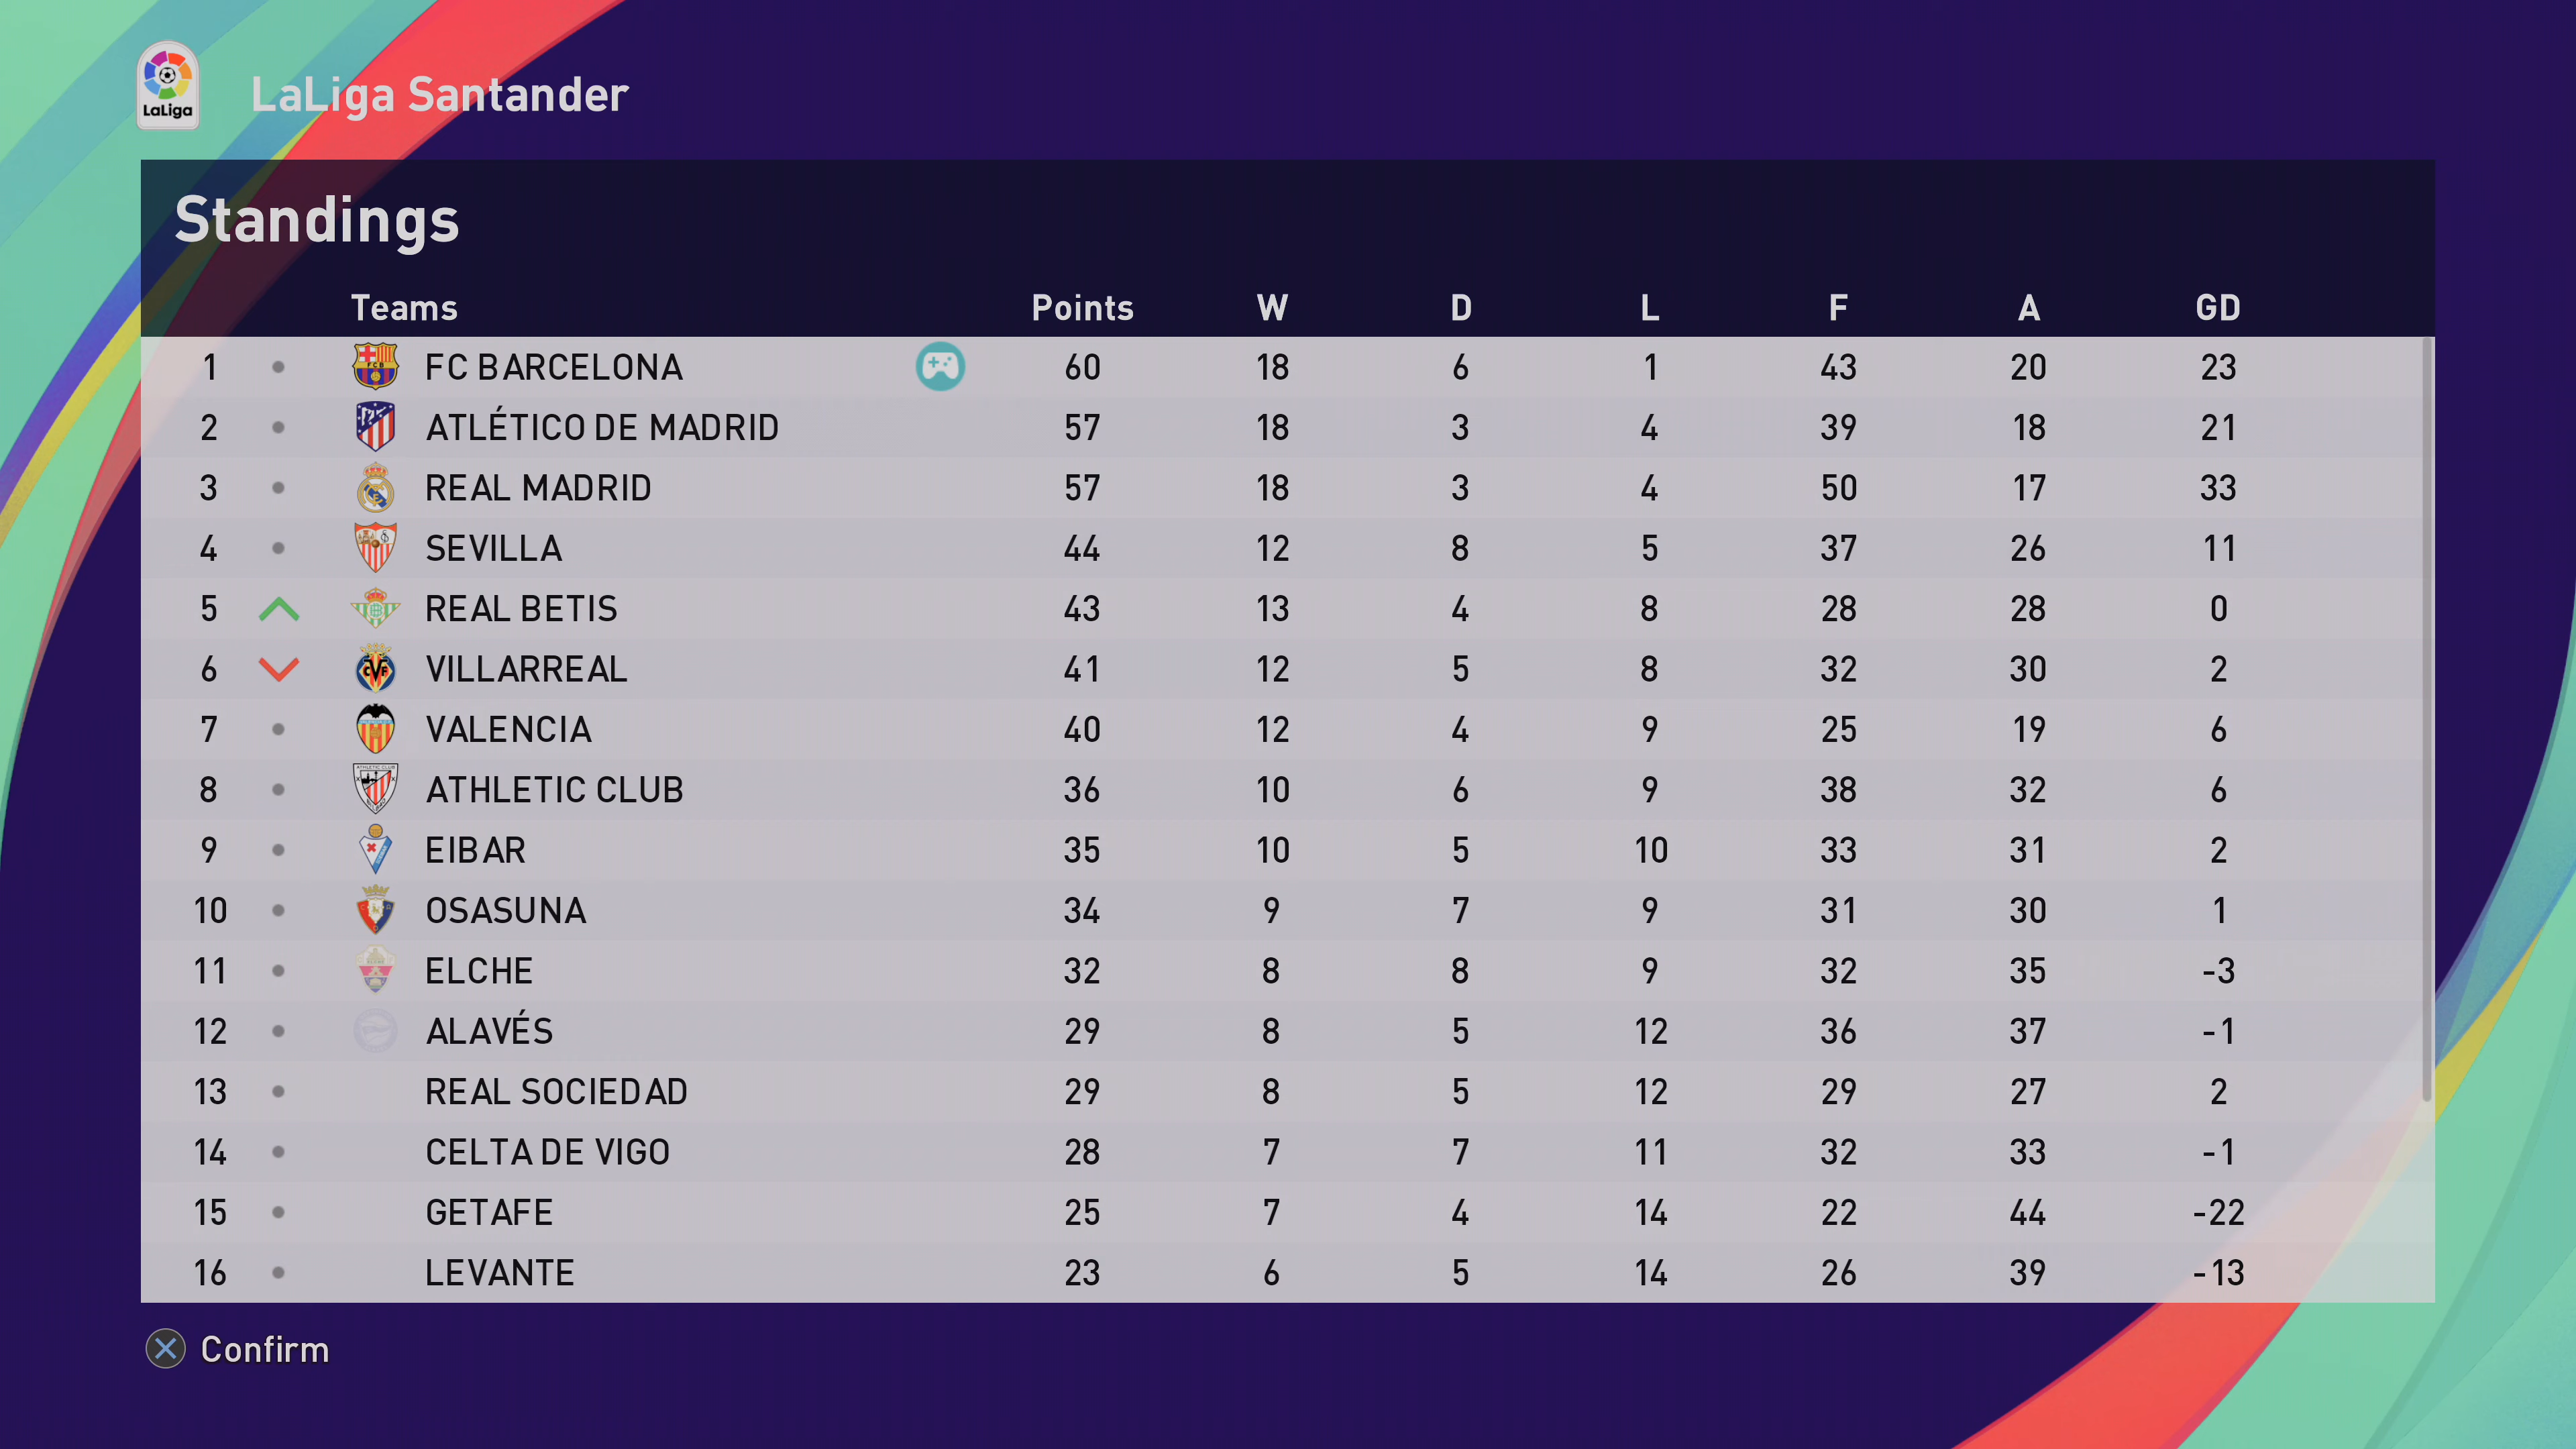 LaLiga
LaLiga Santander
Standings
Teams Points W D L F A GD
1 FC BARCELONA 60 18 6 1 43 20 23
2 ATLÉTICO DE MADRID 57 18 3 4 39 18 21
3 REAL MADRID 57 18 3 4 50 17 33
4 SEVILLA 44 12 8 5 37 26 11
5 REAL BETIS 43 13 4 8 28 28 0
6 VILLARREAL 41 12 5 8 32 30 2
7 VALENCIA 40 12 4 9 25 19 6
8 ATHLETIC CLUB 36 10 6 9 38 32 6
9 EIBAR 35 10 5 10 33 31 2
10 OSASUNA 34 9 7 9 31 30 1
11 ELCHE 32 8 8 9 32 35 -3
12 ALAVÉS 29 8 5 12 36 37 -1
13 REAL SOCIEDAD 29 8 5 12 29 27 2
14 CELTA DE VIGO 28 7 7 11 32 33 -1
15 GETAFE 25 7 4 14 22 44 -22
16 LEVANTE 23 6 5 14 26 39 -13
Confirm